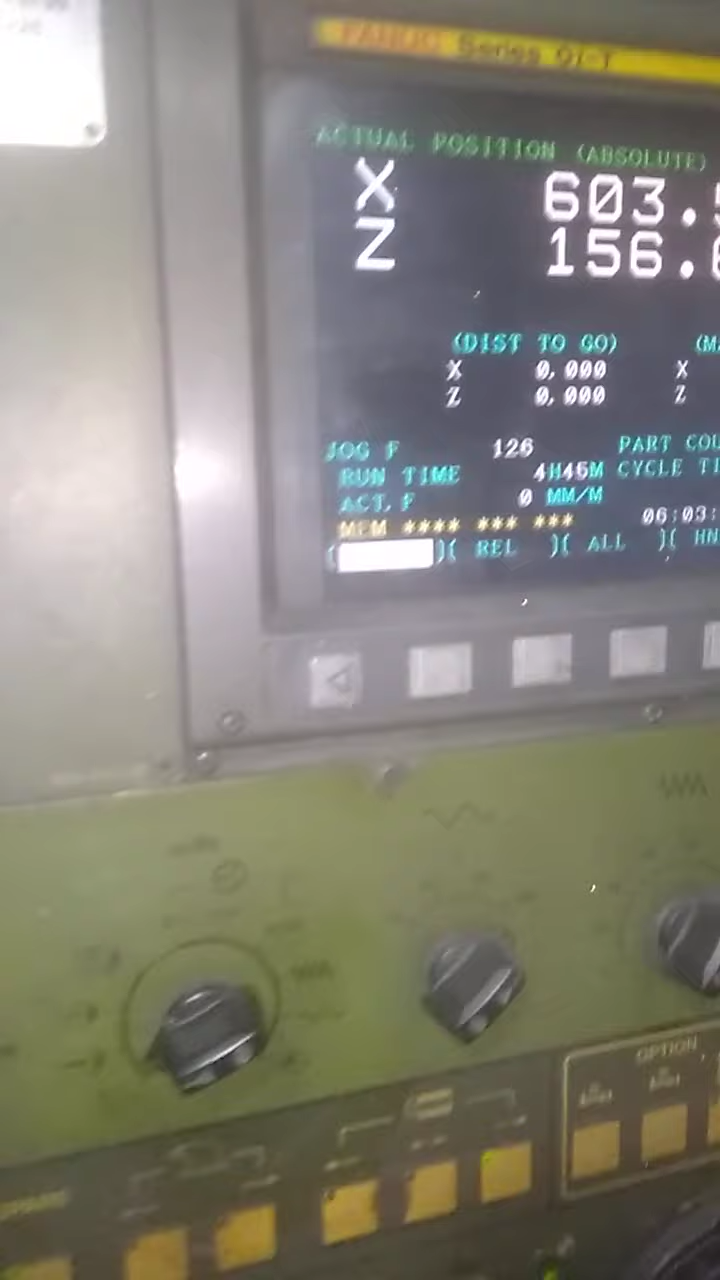 FANUC Series 0i-T
ACTUAL POSITION (ABSOLUTE)
X 603.
Z 156.
(DIST TO GO) (M
X 0.000 X
Z 0.000 Z
JOG F 126 PART COU
RUN TIME 4H45M CYCLE TI
ACT.F 0 MM/M
MEM **** *** *** 06:03:
( )( REL )( ALL )( HN
OPTION